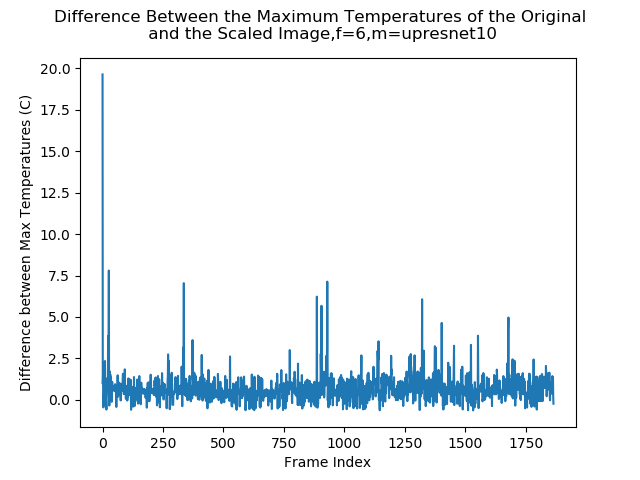 Difference Between the Maximum Temperatures of the Original
and the Scaled Image,f=6,m=upresnet10
20.0
17.5
15.0
12.5
10.0
7.5
5.0
2.5
0.0
Difference between Max Temperatures (C)
0 250 500 750 1000 1250 1500 1750
Frame Index